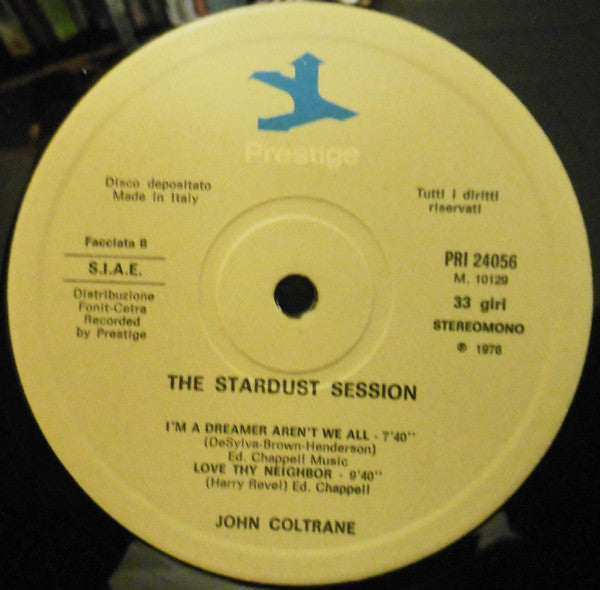 Prestige
Disco depositato
Made in Italy
Tutti i diritti
riservati
Facciata B
S.I.A.E.
Distribuzione
Fonit-Cetra
Recorded
by Prestige
PRI 24056
M. 10129
33 giri
STEREOMONO
℗ 1976
THE STARDUST SESSION
I'M A DREAMER AREN'T WE ALL - 7'40''
(DeSylva-Brown-Henderson)
Ed. Chappell Music
LOVE THY NEIGHBOR - 9'40''
(Harry Revel) Ed. Chappell
JOHN COLTRANE